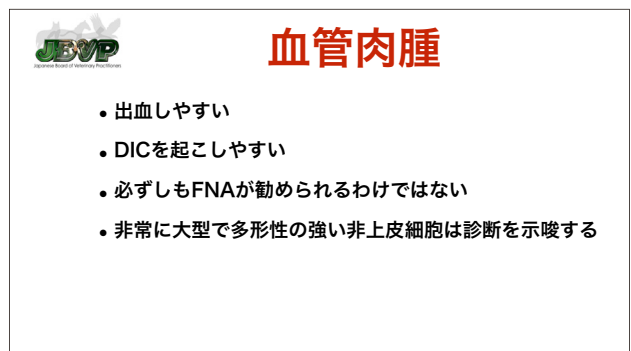 JBVP
Japanese Board of Veterinary Practitioners
血管肉腫
• 出血しやすい
• DICを起こしやすい
• 必ずしもFNAが勧められるわけではない
• 非常に大型で多形性の強い非上皮細胞は診断を示唆する